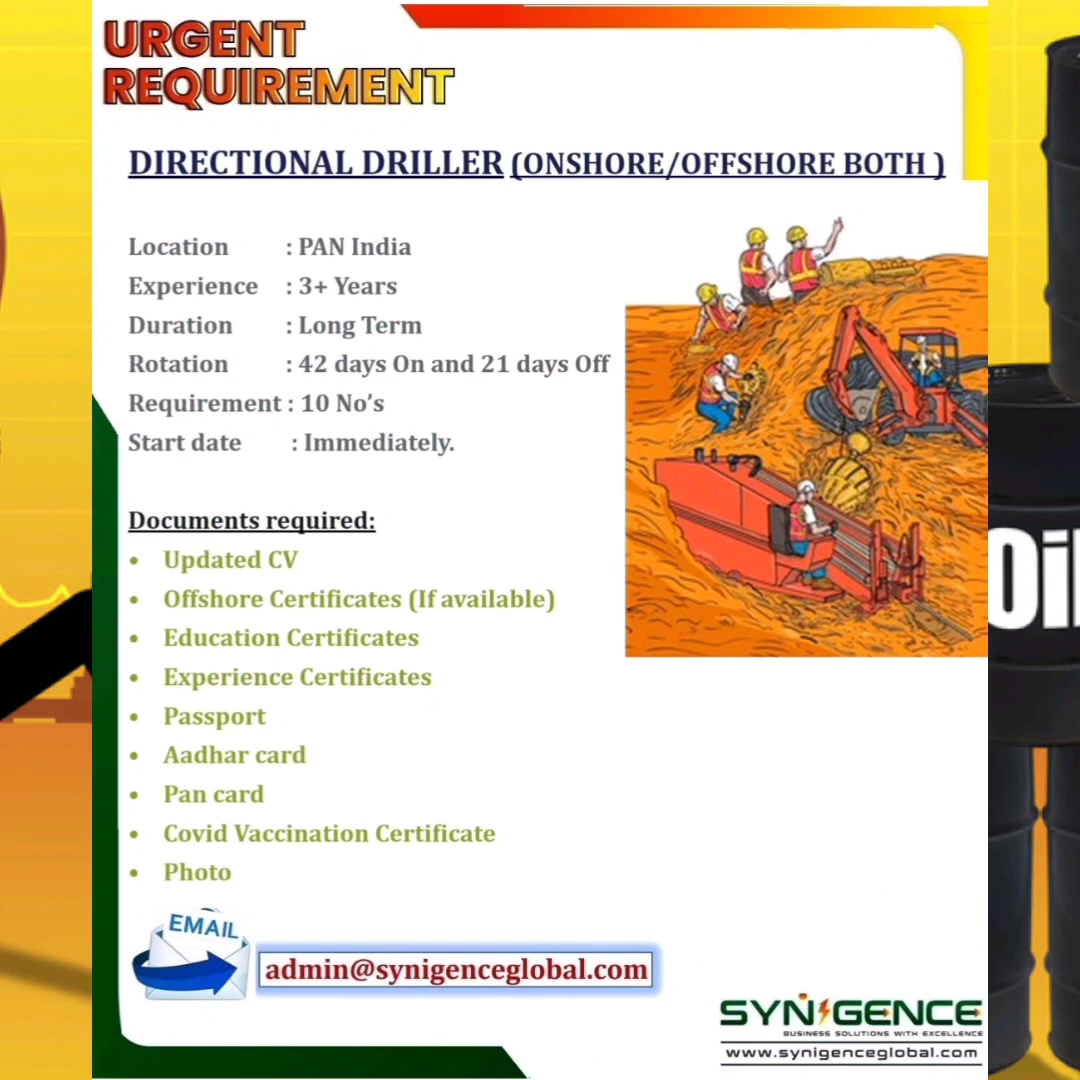 URGENT
REQUIREMENT
DIRECTIONAL DRILLER (ONSHORE/OFFSHORE BOTH )
Location : PAN India
Experience : 3+ Years
Duration : Long Term
Rotation : 42 days On and 21 days Off
Requirement : 10 No’s
Start date : Immediately.
Documents required:
• Updated CV
• Offshore Certificates (If available)
• Education Certificates
• Experience Certificates
• Passport
• Aadhar card
• Pan card
• Covid Vaccination Certificate
• Photo
EMAIL
admin@synigenceglobal.com
SYNIGENCE
BUSINESS SOLUTIONS WITH EXCELLENCE
www.synigenceglobal.com
Oil